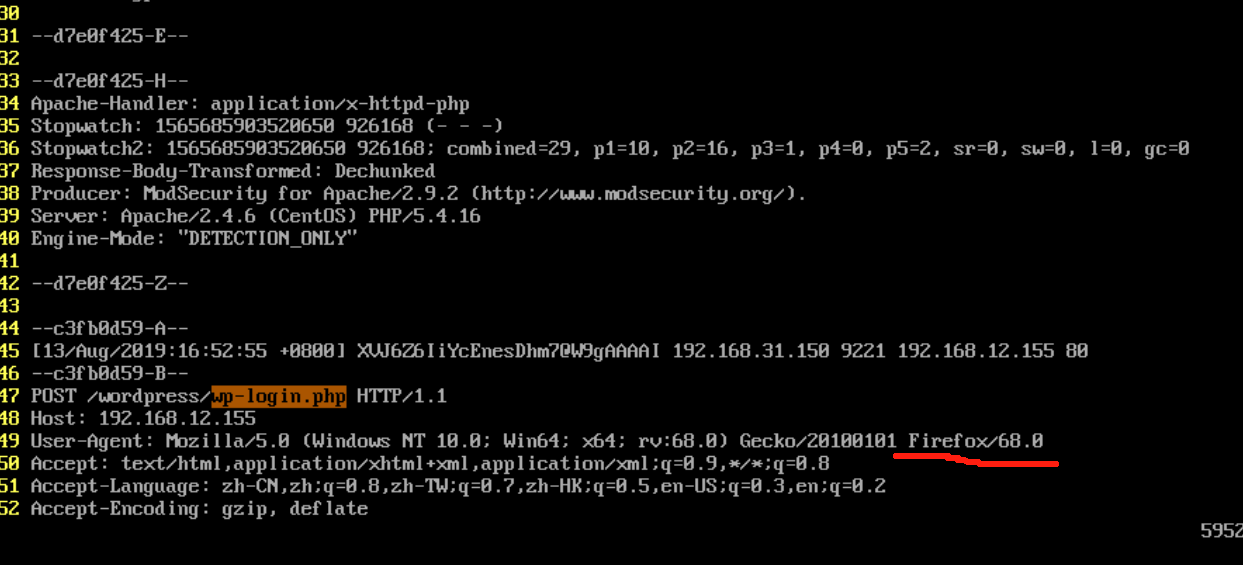 30
31 --d7e0f425-E--
32
33 --d7e0f425-H--
34 Apache-Handler: application/x-httpd-php
35 Stopwatch: 1565685903520650 926168 (- - -)
36 Stopwatch2: 1565685903520650 926168; combined=29, p1=10, p2=16, p3=1, p4=0, p5=2, sr=0, sw=0, l=0, gc=0
37 Response-Body-Transformed: Dechunked
38 Producer: ModSecurity for Apache/2.9.2 (http://www.modsecurity.org/).
39 Server: Apache/2.4.6 (CentOS) PHP/5.4.16
40 Engine-Mode: "DETECTION_ONLY"
41
42 --d7e0f425-Z--
43
44 --c3fb0d59-A--
45 [13/Aug/2019:16:52:55 +0800] XVJ6Z6IiYcEnesDhm7@W9gAAAAI 192.168.31.150 9221 192.168.12.155 80
46 --c3fb0d59-B--
47 POST /wordpress/wp-login.php HTTP/1.1
48 Host: 192.168.12.155
49 User-Agent: Mozilla/5.0 (Windows NT 10.0; Win64; x64; rv:68.0) Gecko/20100101 Firefox/68.0
50 Accept: text/html,application/xhtml+xml,application/xml;q=0.9,*/*;q=0.8
51 Accept-Language: zh-CN,zh;q=0.8,zh-TW;q=0.7,zh-HK;q=0.5,en-US;q=0.3,en;q=0.2
52 Accept-Encoding: gzip, deflate
5952